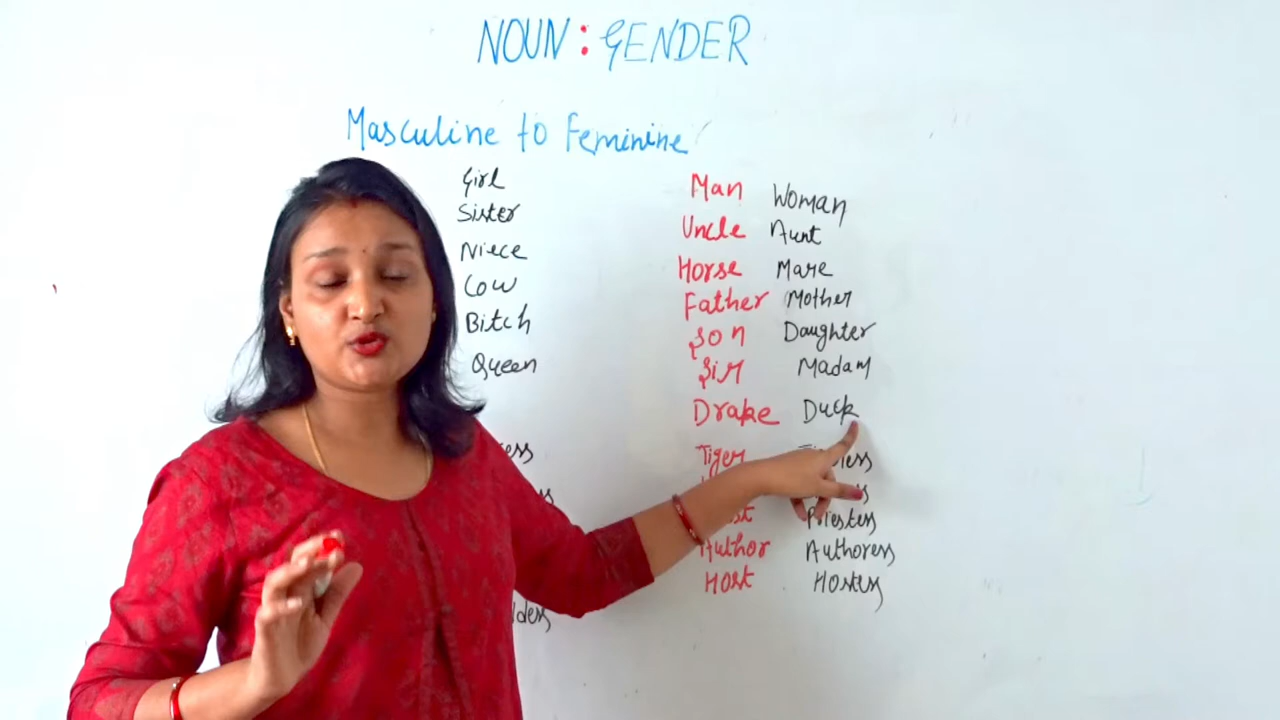 NOUN : GENDER
Masculine to Feminine
Girl
Sister
Niece
Cow
Bitch
Queen
Man Woman
Uncle Aunt
Horse Mare
Father Mother
Son Daughter
Sir Madam
Drake Duck
Tiger
Priestess
Author Authoress
Host Hostess